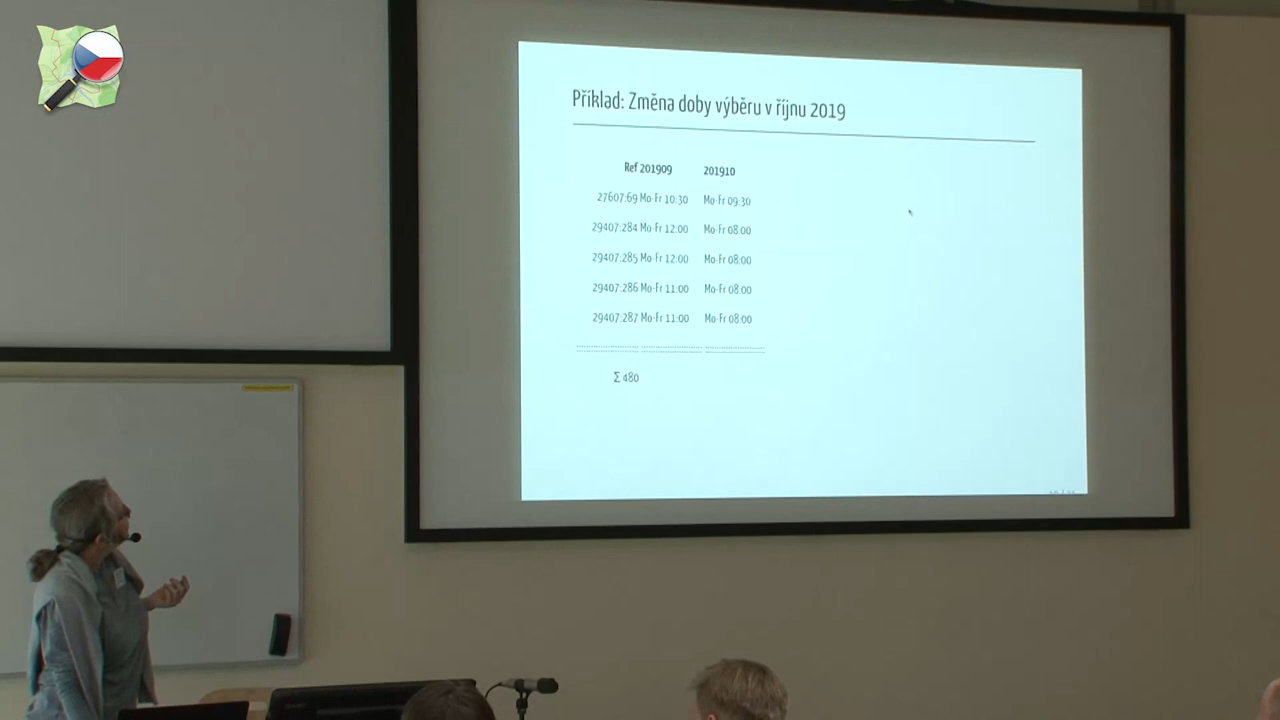 Příklad: Změna doby výběru v říjnu 2019
Ref 201909 201910
27607:69 Mo-Fr 10:30 Mo-Fr 09:30
29407:284 Mo-Fr 12:00 Mo-Fr 08:00
29407:285 Mo-Fr 12:00 Mo-Fr 08:00
29407:286 Mo-Fr 11:00 Mo-Fr 08:00
29407:287 Mo-Fr 11:00 Mo-Fr 08:00
Σ 480